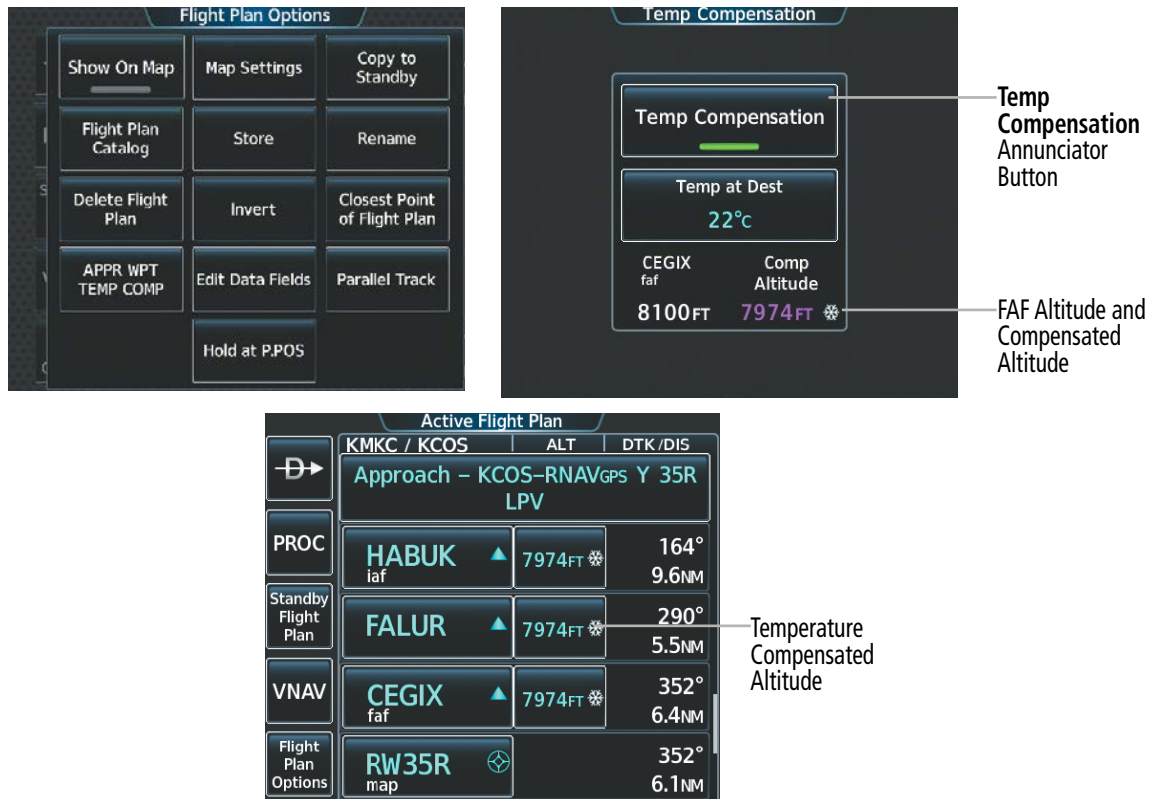 Flight Plan Options
Show On Map
Map Settings
Copy to
Standby
Flight Plan
Catalog
Store
Rename
Delete Flight
Plan
Invert
Closest Point
of Flight Plan
APPR WPT
TEMP COMP
Edit Data Fields
Parallel Track
Hold at P.POS
Temp Compensation
Temp Compensation
Temp at Dest
22°C
CEGIX
faf
Comp
Altitude
8100FT
7974FT
Temp
Compensation
Annunciator
Button
FAF Altitude and
Compensated
Altitude
Active Flight Plan
KMKC / KCOS
ALT
DTK/DIS
D
Approach – KCOS–RNAVGPS Y 35R
LPV
PROC
HABUK
iaf
7974FT
164°
9.6NM
Standby
Flight
Plan
FALUR
7974FT
290°
5.5NM
Temperature
Compensated
Altitude
VNAV
CEGIX
faf
7974FT
352°
6.4NM
Flight
Plan
Options
RW35R
map
352°
6.1NM